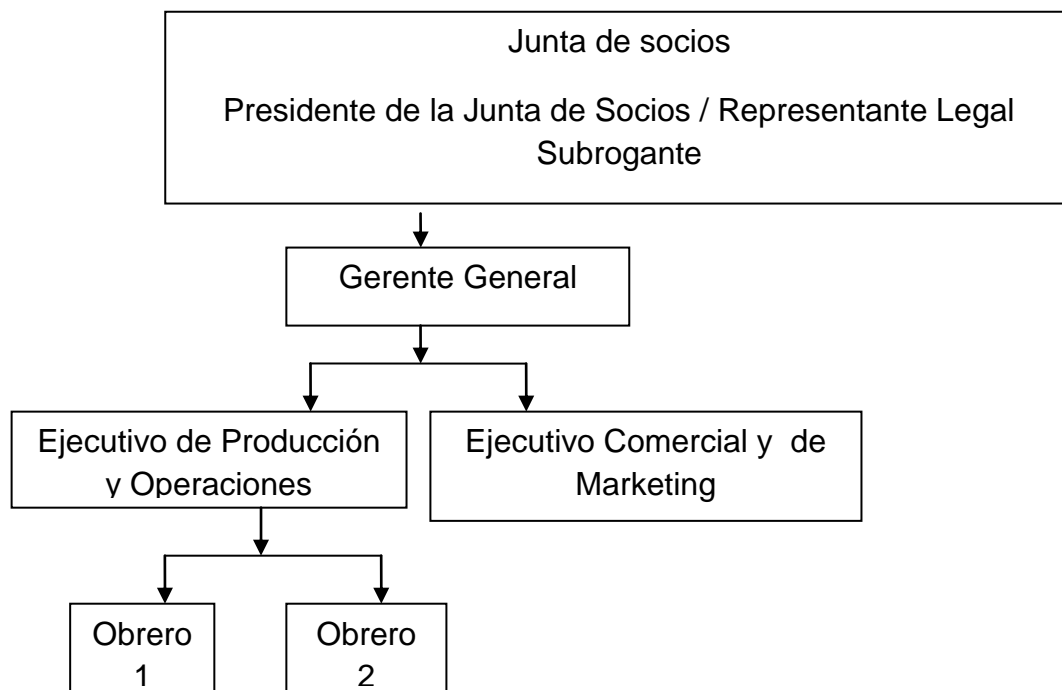 Junta de socios
Presidente de la Junta de Socios / Representante Legal
Subrogante
Gerente General
Ejecutivo de Producción
y Operaciones
Ejecutivo Comercial y  de
Marketing
Obrero
1
Obrero
2